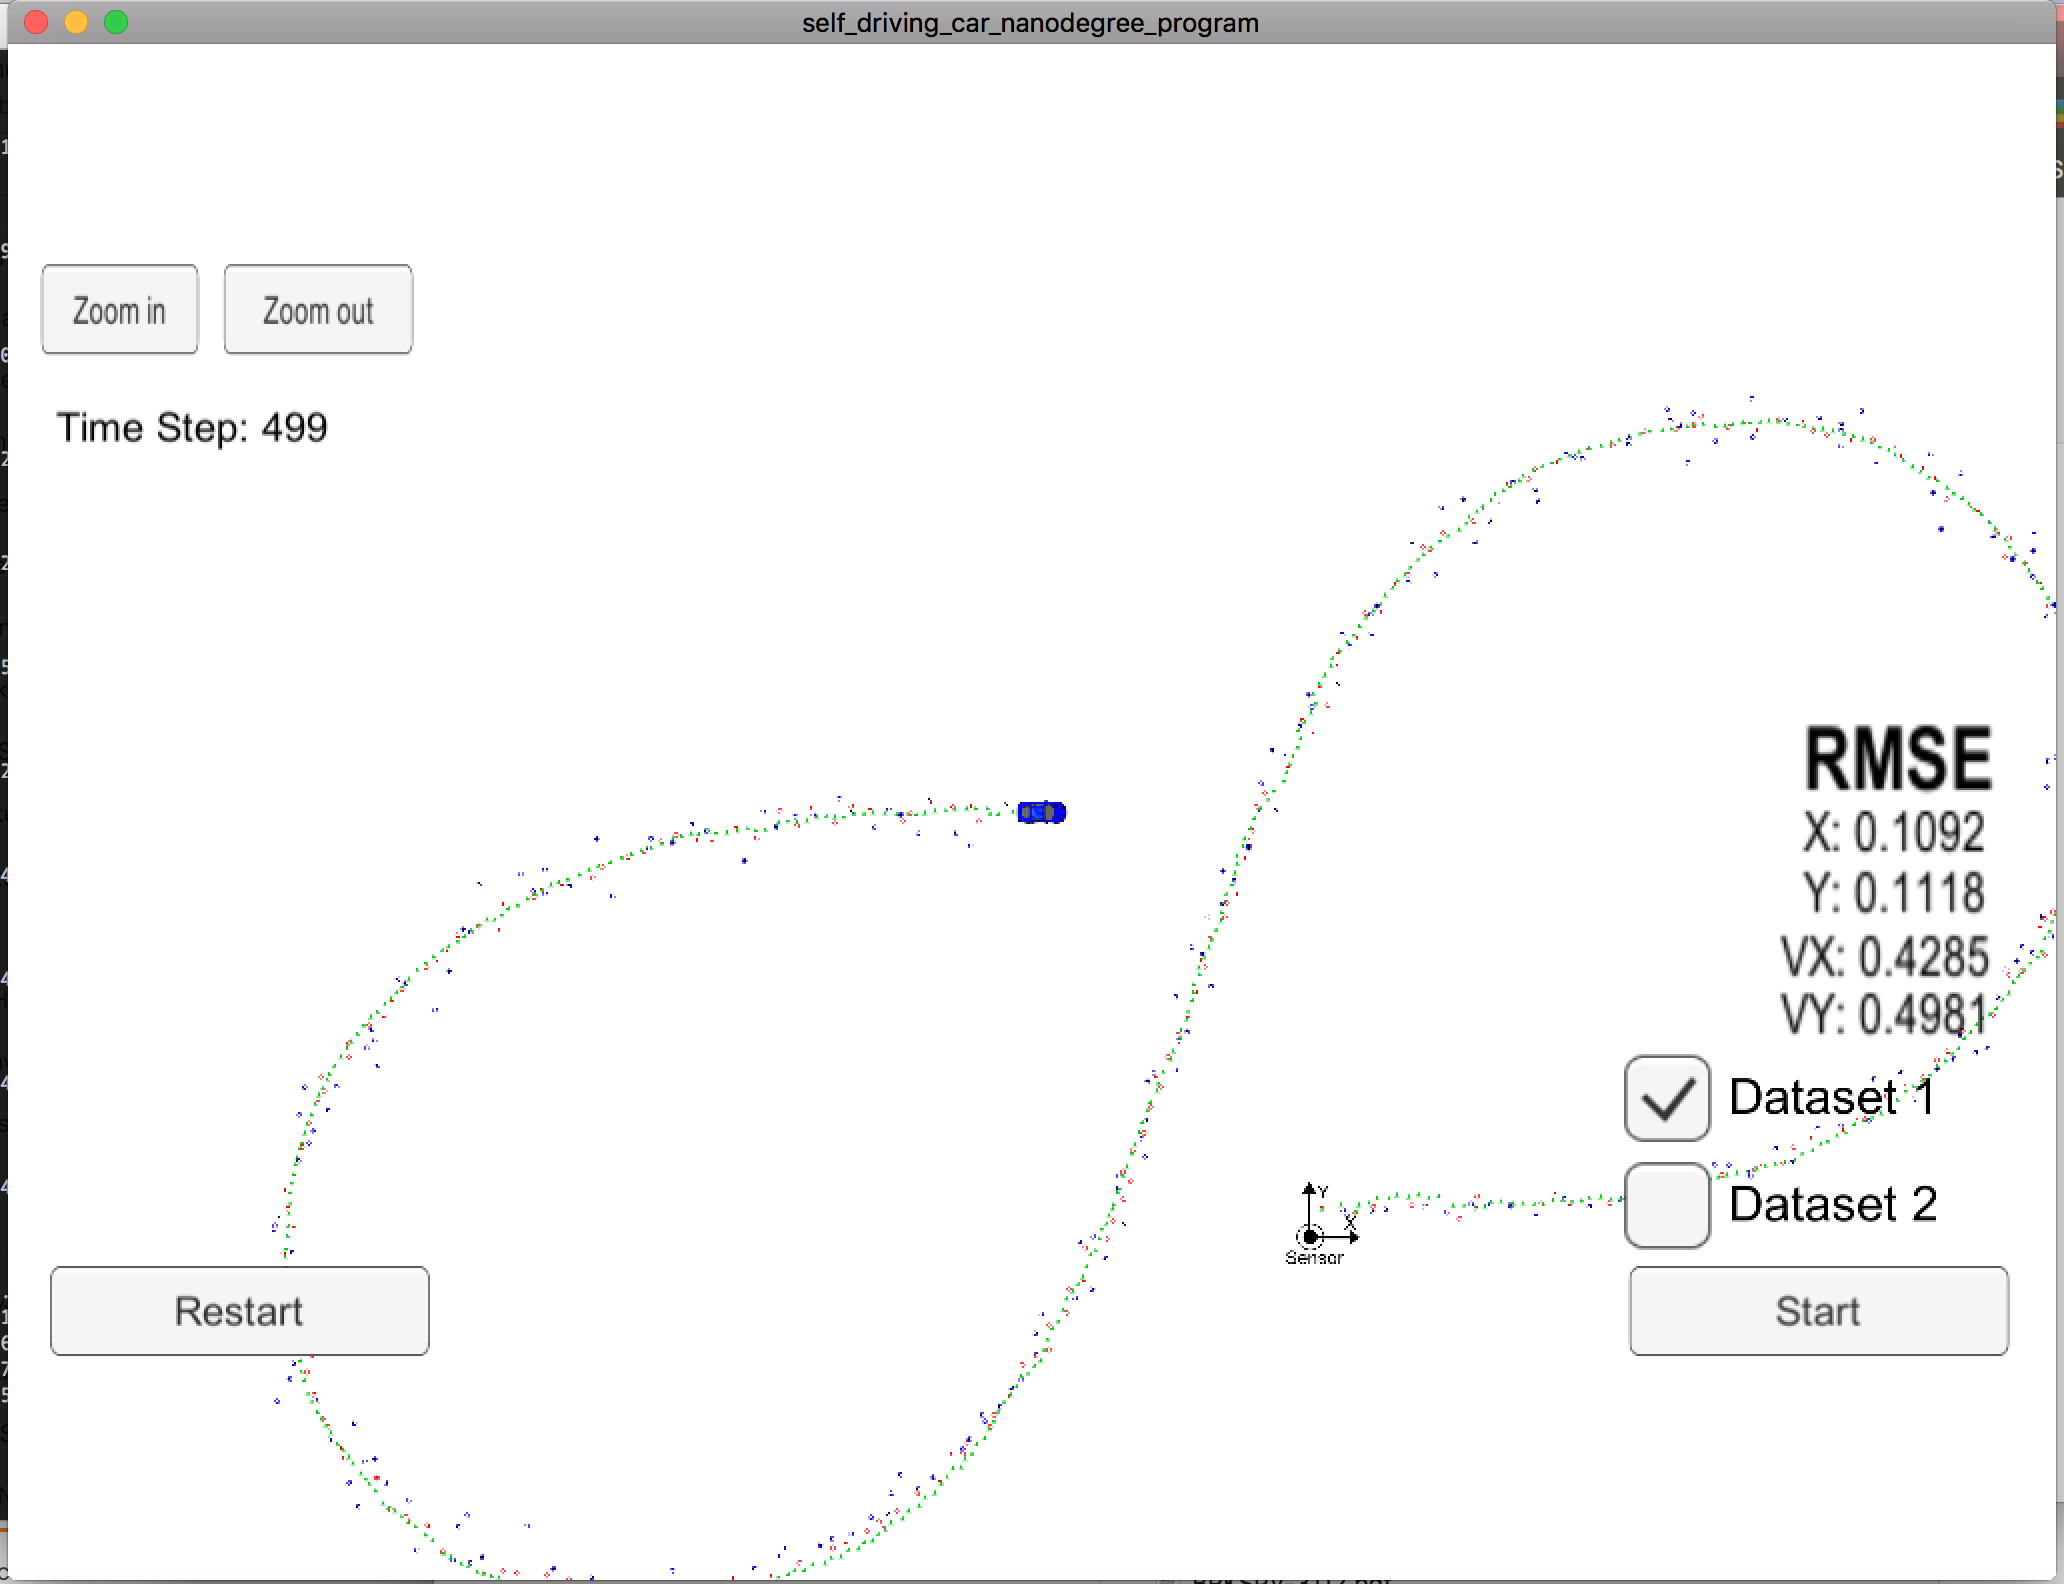 self_driving_car_nanodegree_program
Zoom in
Zoom out
Time Step: 499
RMSE
X: 0.1092
Y: 0.1118
VX: 0.4285
VY: 0.4981
Dataset 1
Dataset 2
Y
X
Sensor
Restart
Start